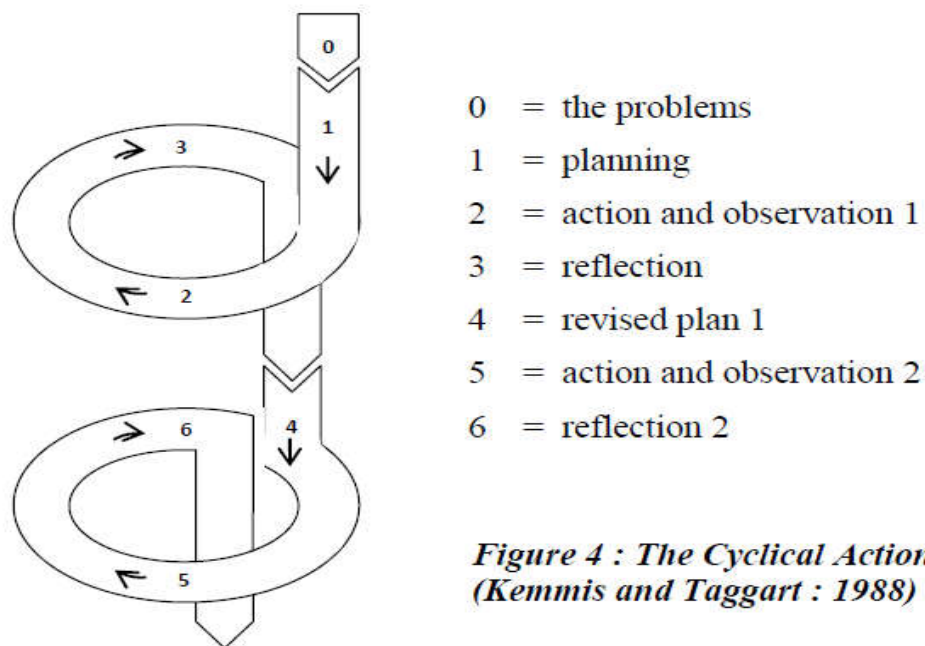 0
1
3
2
4
6
5
0 = the problems
1 = planning
2 = action and observation 1
3 = reflection
4 = revised plan 1
5 = action and observation 2
6 = reflection 2
Figure 4 : The Cyclical Action
(Kemmis and Taggart : 1988)